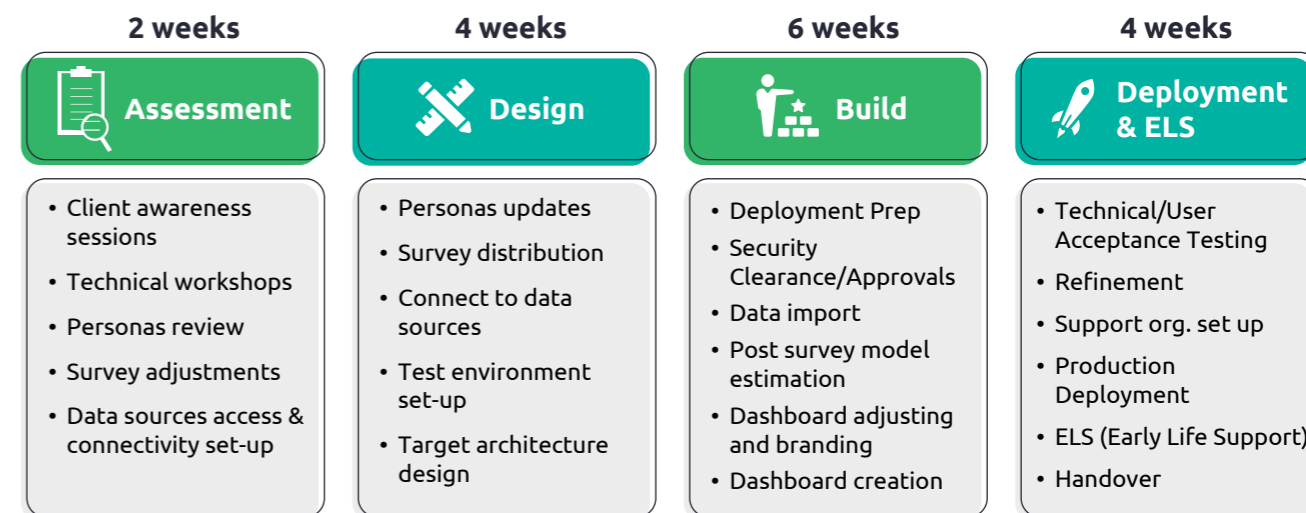 2 weeks
Assessment
• Client awareness
sessions
• Technical workshops
• Personas review
• Survey adjustments
• Data sources access &
connectivity set-up
4 weeks
Design
• Personas updates
• Survey distribution
• Connect to data
sources
• Test environment
set-up
• Target architecture
design
6 weeks
Build
• Deployment Prep
• Security
Clearance/Approvals
• Data import
• Post survey model
estimation
• Dashboard adjusting
and branding
• Dashboard creation
4 weeks
Deployment
& ELS
• Technical/User
Acceptance Testing
• Refinement
• Support org. set up
• Production
Deployment
• ELS (Early Life Support)
• Handover